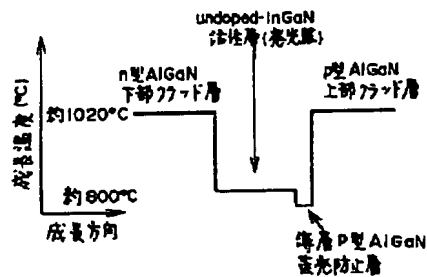 undoped-InGaN
活性層(発光層)
n型AlGaN
下部クラッド層
p型AlGaN
上部クラッド層
成長温度(℃)
約1020℃
約800℃
成長方向
薄層P型AlGaN
蒸発防止層